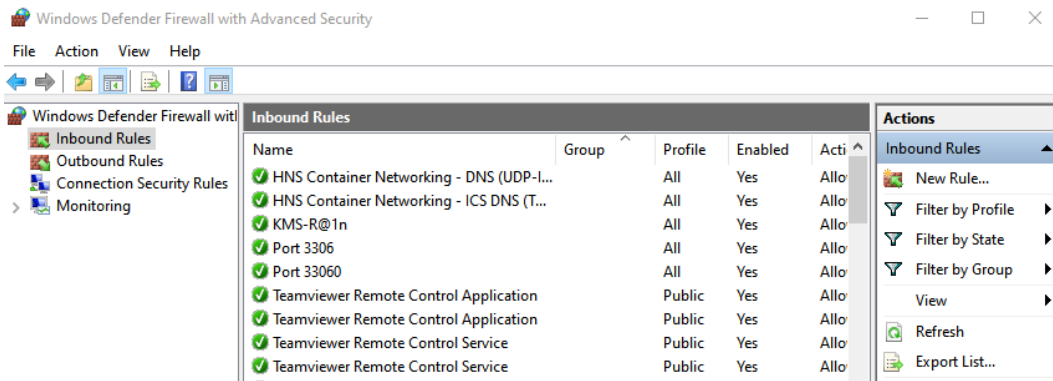 Windows Defender Firewall with Advanced Security
File Action View Help
Windows Defender Firewall witl
Inbound Rules
Outbound Rules
Connection Security Rules
Monitoring
Inbound Rules
Name Group Profile Enabled Acti
HNS Container Networking - DNS (UDP-I... All Yes Allo
HNS Container Networking - ICS DNS (T... All Yes Allo
KMS-R@1n All Yes Allo
Port 3306 All Yes Allo
Port 33060 All Yes Allo
Teamviewer Remote Control Application Public Yes Allo
Teamviewer Remote Control Application Public Yes Allo
Teamviewer Remote Control Service Public Yes Allo
Teamviewer Remote Control Service Public Yes Allo
Actions
Inbound Rules
New Rule...
Filter by Profile
Filter by State
Filter by Group
View
Refresh
Export List...